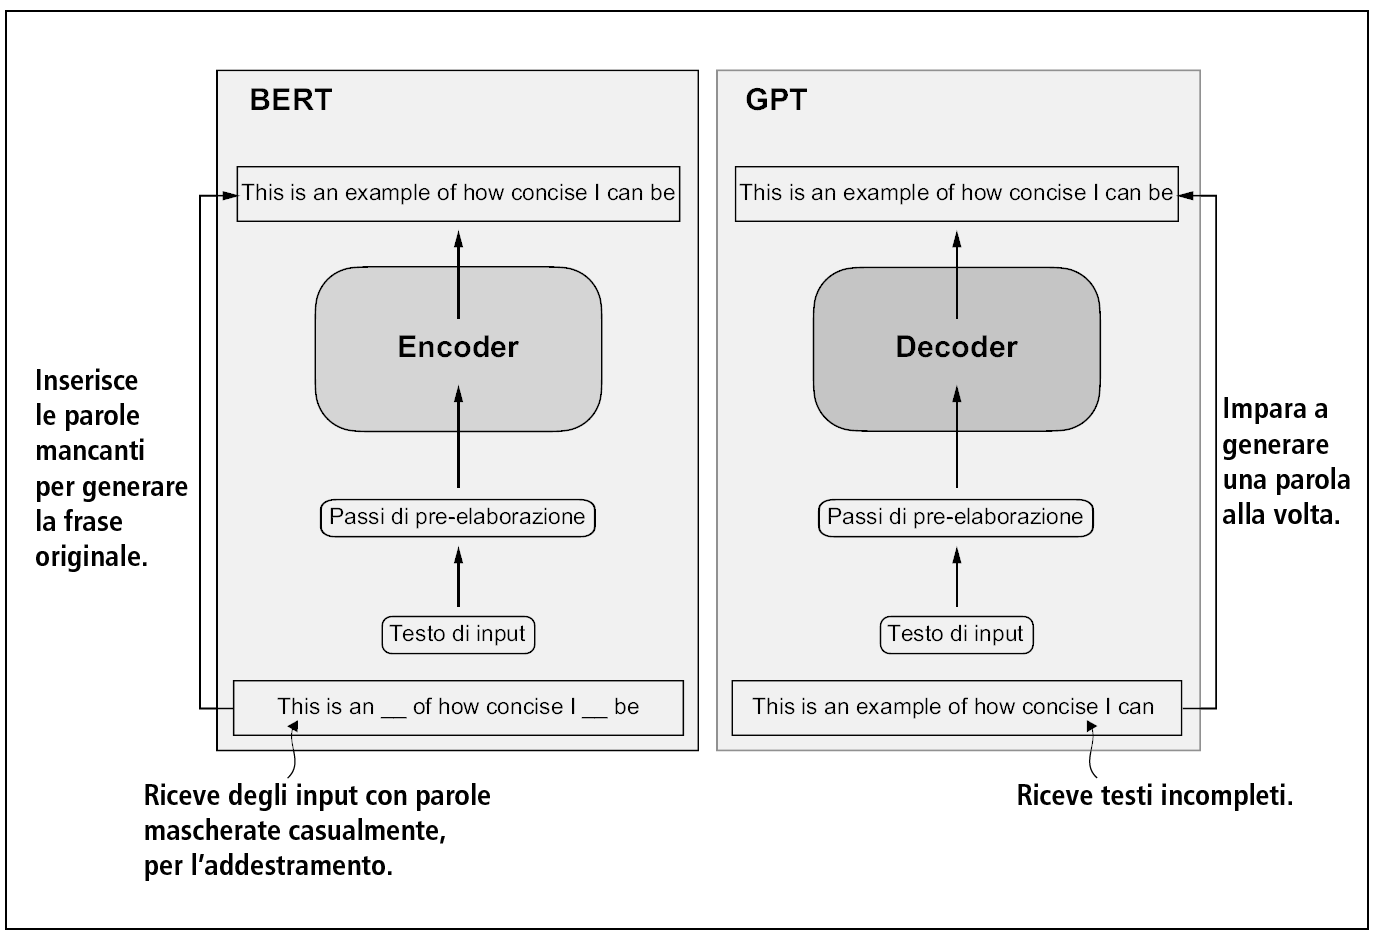 BERT
This is an example of how concise I can be
Encoder
Passi di pre-elaborazione
Testo di input
This is an __ of how concise I __ be
Inserisce
le parole
mancanti
per generare
la frase
originale.
Riceve degli input con parole
mascherate casualmente,
per l’addestramento.
GPT
This is an example of how concise I can be
Decoder
Passi di pre-elaborazione
Testo di input
This is an example of how concise I can
Impara a
generare
una parola
alla volta.
Riceve testi incompleti.